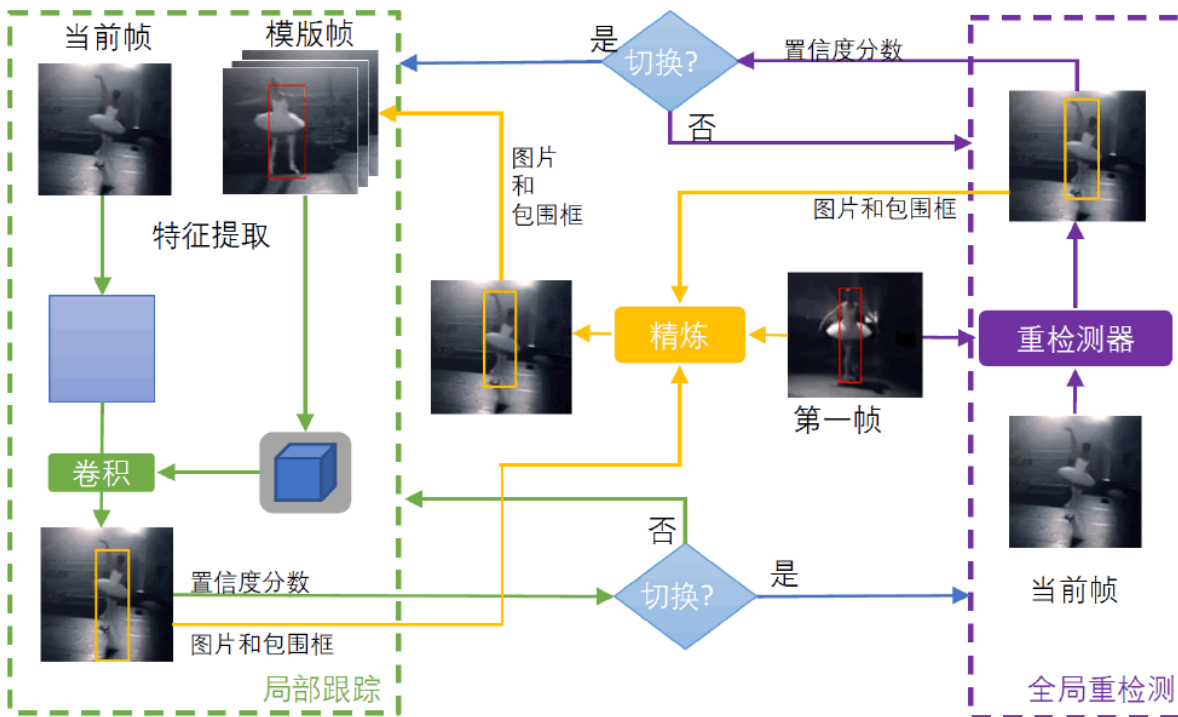 当前帧
模版帧
是
切换?
置信度分数
否
图片
和
包围框
图片和包围框
特征提取
精炼
重检测器
第一帧
卷积
否
置信度分数
切换?
是
当前帧
图片和包围框
局部跟踪
全局重检测